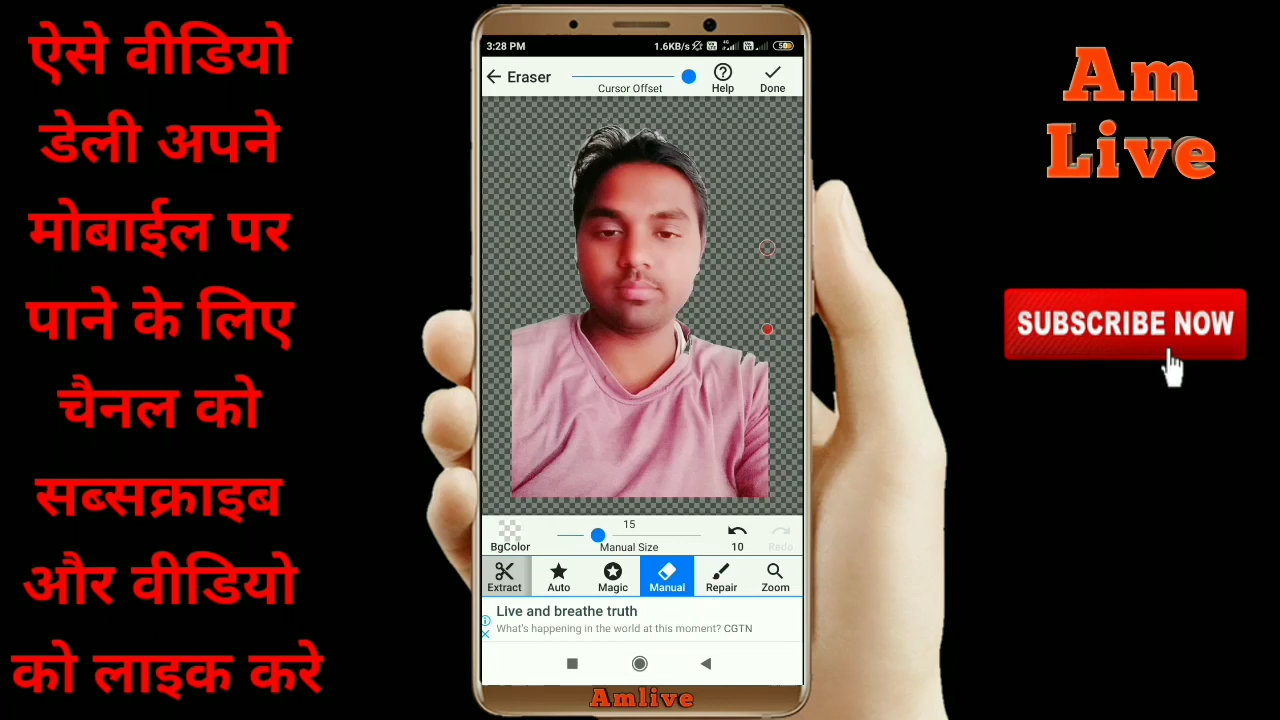 ऐसे वीडियो
डेली अपने
मोबाईल पर
पाने के लिए
चैनल को
सब्सक्राइब
और वीडियो
को लाइक करे
3:28 PM
1.6KB/s
4G
50
Eraser
Cursor Offset
Help
Done
15
BgColor
Manual Size
10
Redo
Extract
Auto
Magic
Manual
Repair
Zoom
Live and breathe truth
What's happening in the world at this moment? CGTN
Amlive
Am
Live
SUBSCRIBE NOW